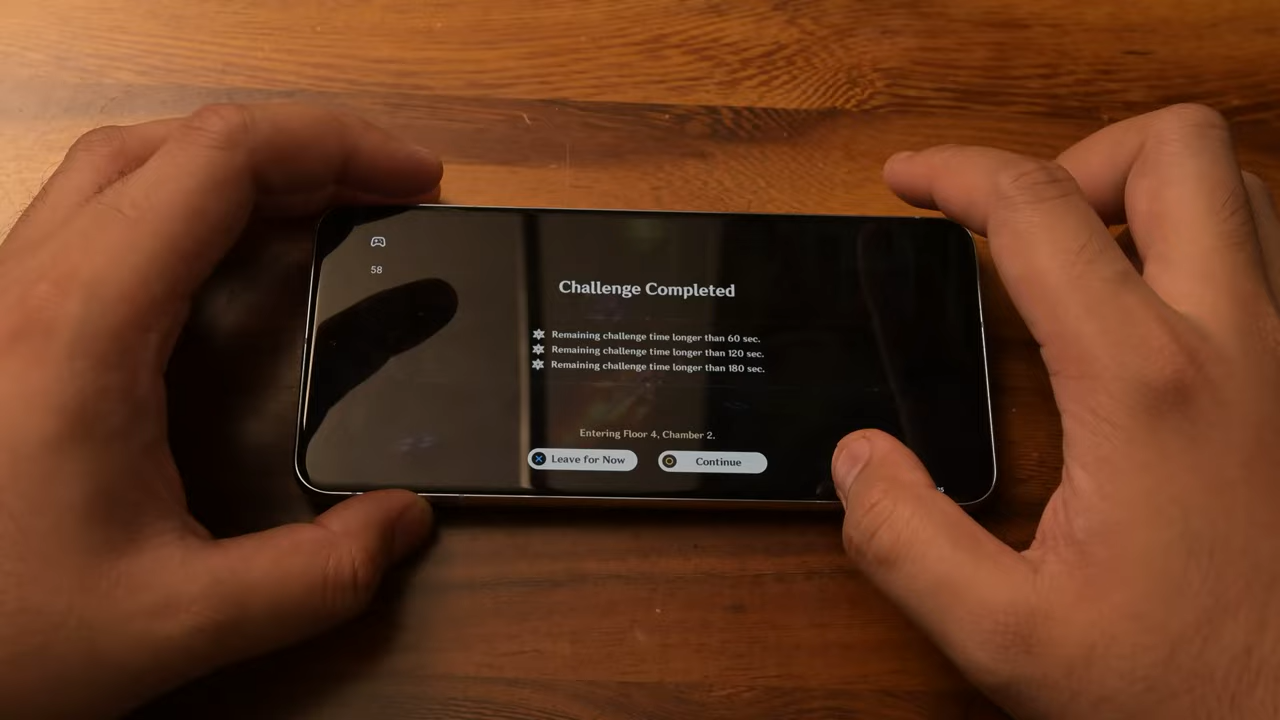 58
Challenge Completed
Remaining challenge time longer than 60 sec.
Remaining challenge time longer than 120 sec.
Remaining challenge time longer than 180 sec.
Entering Floor 4, Chamber 2.
Leave for Now
Continue